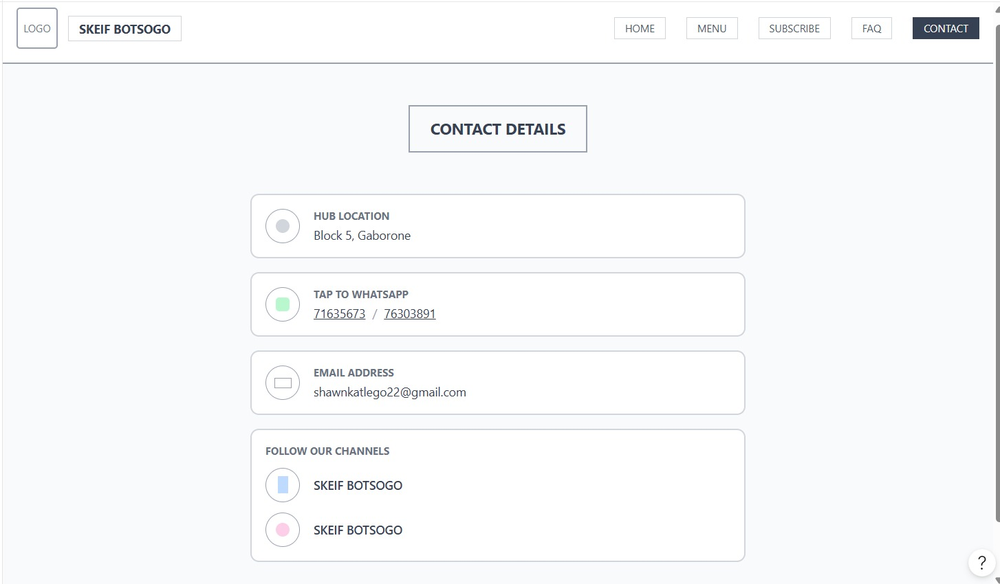 LOGO
SKEIF BOTSOGO
HOME
MENU
SUBSCRIBE
FAQ
CONTACT
CONTACT DETAILS
HUB LOCATION
Block 5, Gaborone
TAP TO WHATSAPP
71635673 / 76303891
EMAIL ADDRESS
shawnkatlego22@gmail.com
FOLLOW OUR CHANNELS
SKEIF BOTSOGO
SKEIF BOTSOGO
?